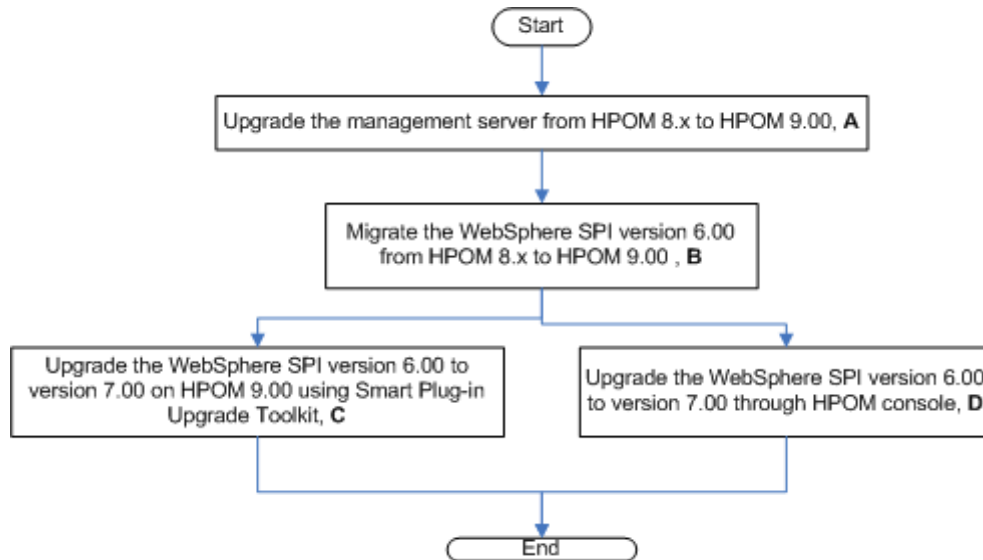 Start
Upgrade the management server from HPOM 8.x to HPOM 9.00, A
Migrate the WebSphere SPI version 6.00
from HPOM 8.x to HPOM 9.00 , B
Upgrade the WebSphere SPI version 6.00 to
version 7.00 on HPOM 9.00 using Smart Plug-in
Upgrade Toolkit, C
Upgrade the WebSphere SPI version 6.00
to version 7.00 through HPOM console, D
End